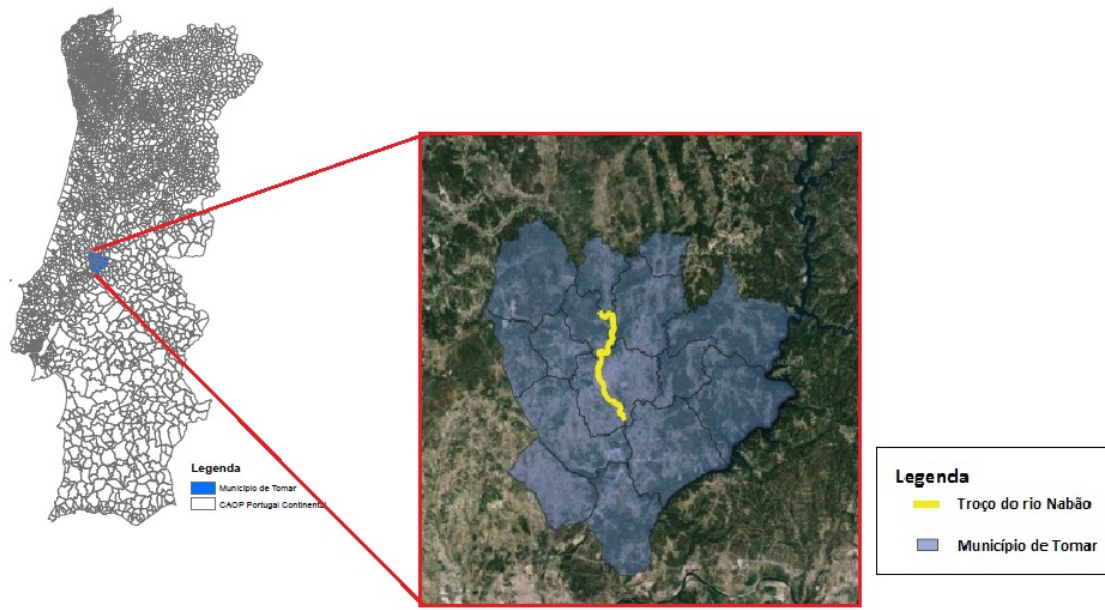 Legenda
Município de Tomar
CAOP Portugal Continental
Legenda
Troço do rio Nabão
Município de Tomar